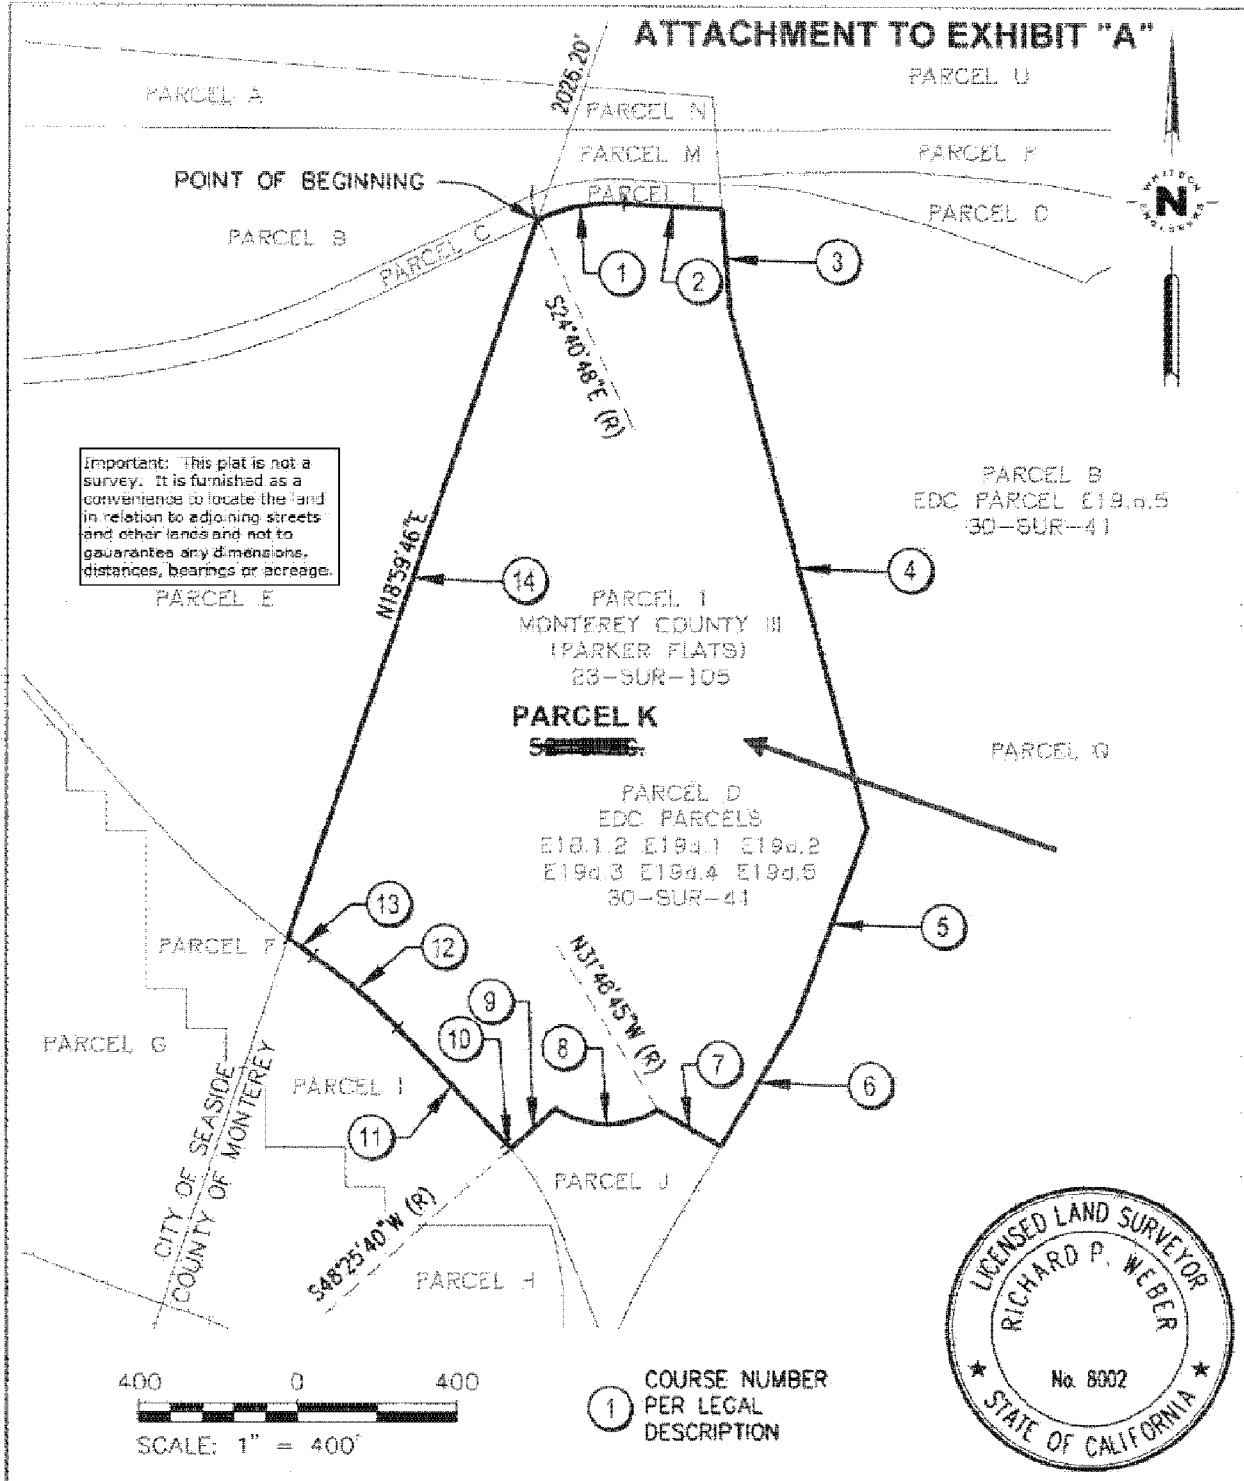 ATTACHMENT TO EXHIBIT "A"
PARCEL U
PARCEL A
2026.20'
PARCEL N
PARCEL M
PARCEL P
POINT OF BEGINNING
PARCEL L
PARCEL B
PARCEL C
PARCEL O
N
1
2
3
S24°40'48"E (R)
Important: This plat is not a
survey. It is furnished as a
convenience to locate the land
in relation to adjoining streets
and other lands and not to
gauarantee any dimensions,
distances, bearings or acreage.
PARCEL B
EDC PARCEL E19.a.5
30-SUR-41
N18°59'46"E
14
4
PARCEL E
PARCEL 1
MONTEREY COUNTY III
(PARKER FLATS)
23-SUR-105
PARCEL K
PARCEL Q
PARCEL D
EDC PARCELS
E18.1.2 E19a.1 E19a.2
E19a.3 E19a.4 E19a.5
30-SUR-41
13
PARCEL F
12
5
N31°46'45"W (R)
9
10
8
7
6
PARCEL G
PARCEL I
11
PARCEL J
CITY OF SEASIDE
COUNTY OF MONTEREY
S48°25'40"W (R)
PARCEL H
LICENSED LAND SURVEYOR
RICHARD P. WEBER
No. 8002
STATE OF CALIFORNIA
400 0 400
SCALE: 1" = 400'
1
COURSE NUMBER
PER LEGAL
DESCRIPTION